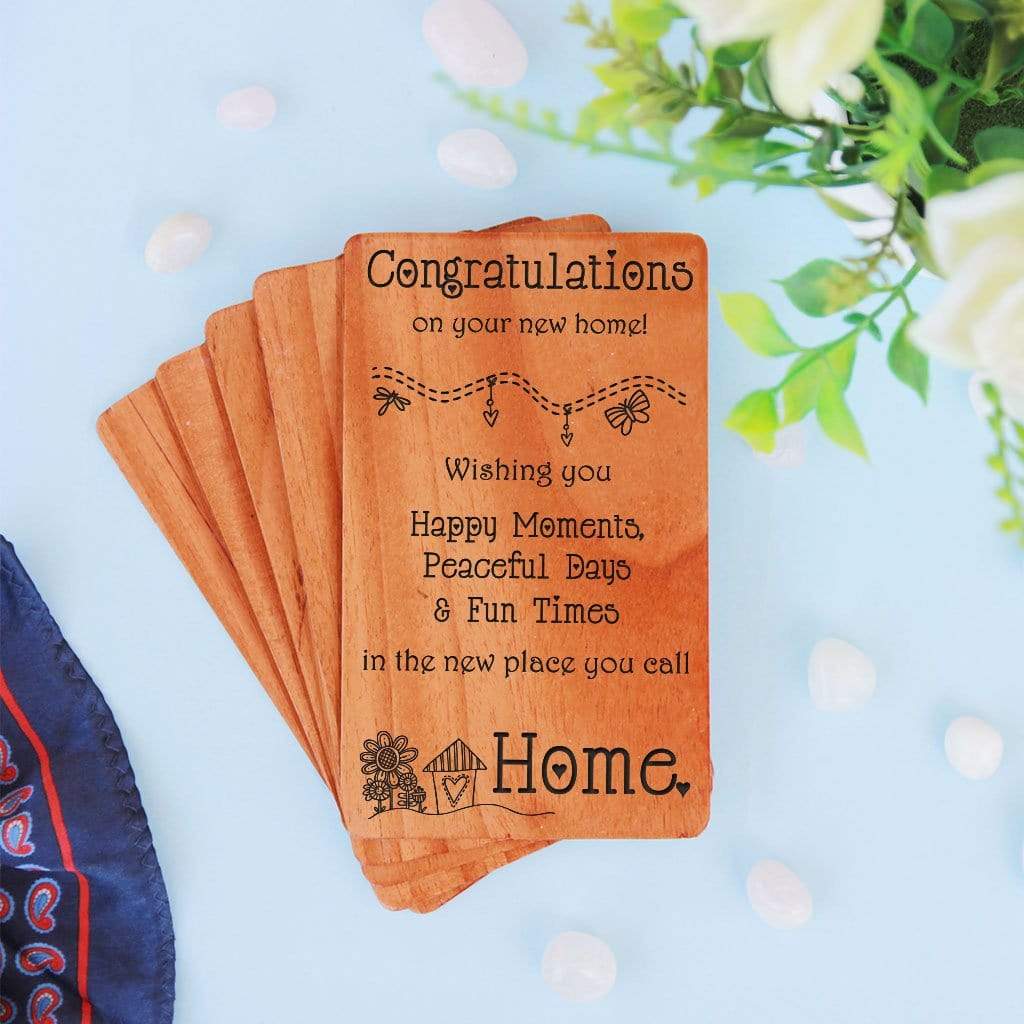 Congratulations
on your new home!
Wishing you
Happy Moments,
Peaceful Days
& Fun Times
in the new place you call
Home.